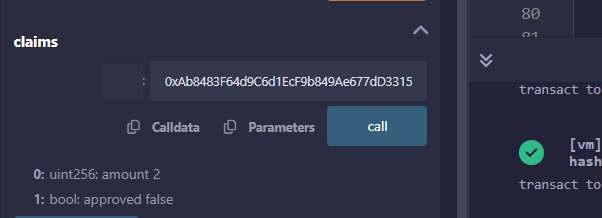 claims
:
0xAb8483F64d9C6d1EcF9b849Ae677dD3315
Calldata
Parameters
call
0: uint256: amount 2
1: bool: approved false
80
81
transact to
[vm]
hash
transact to